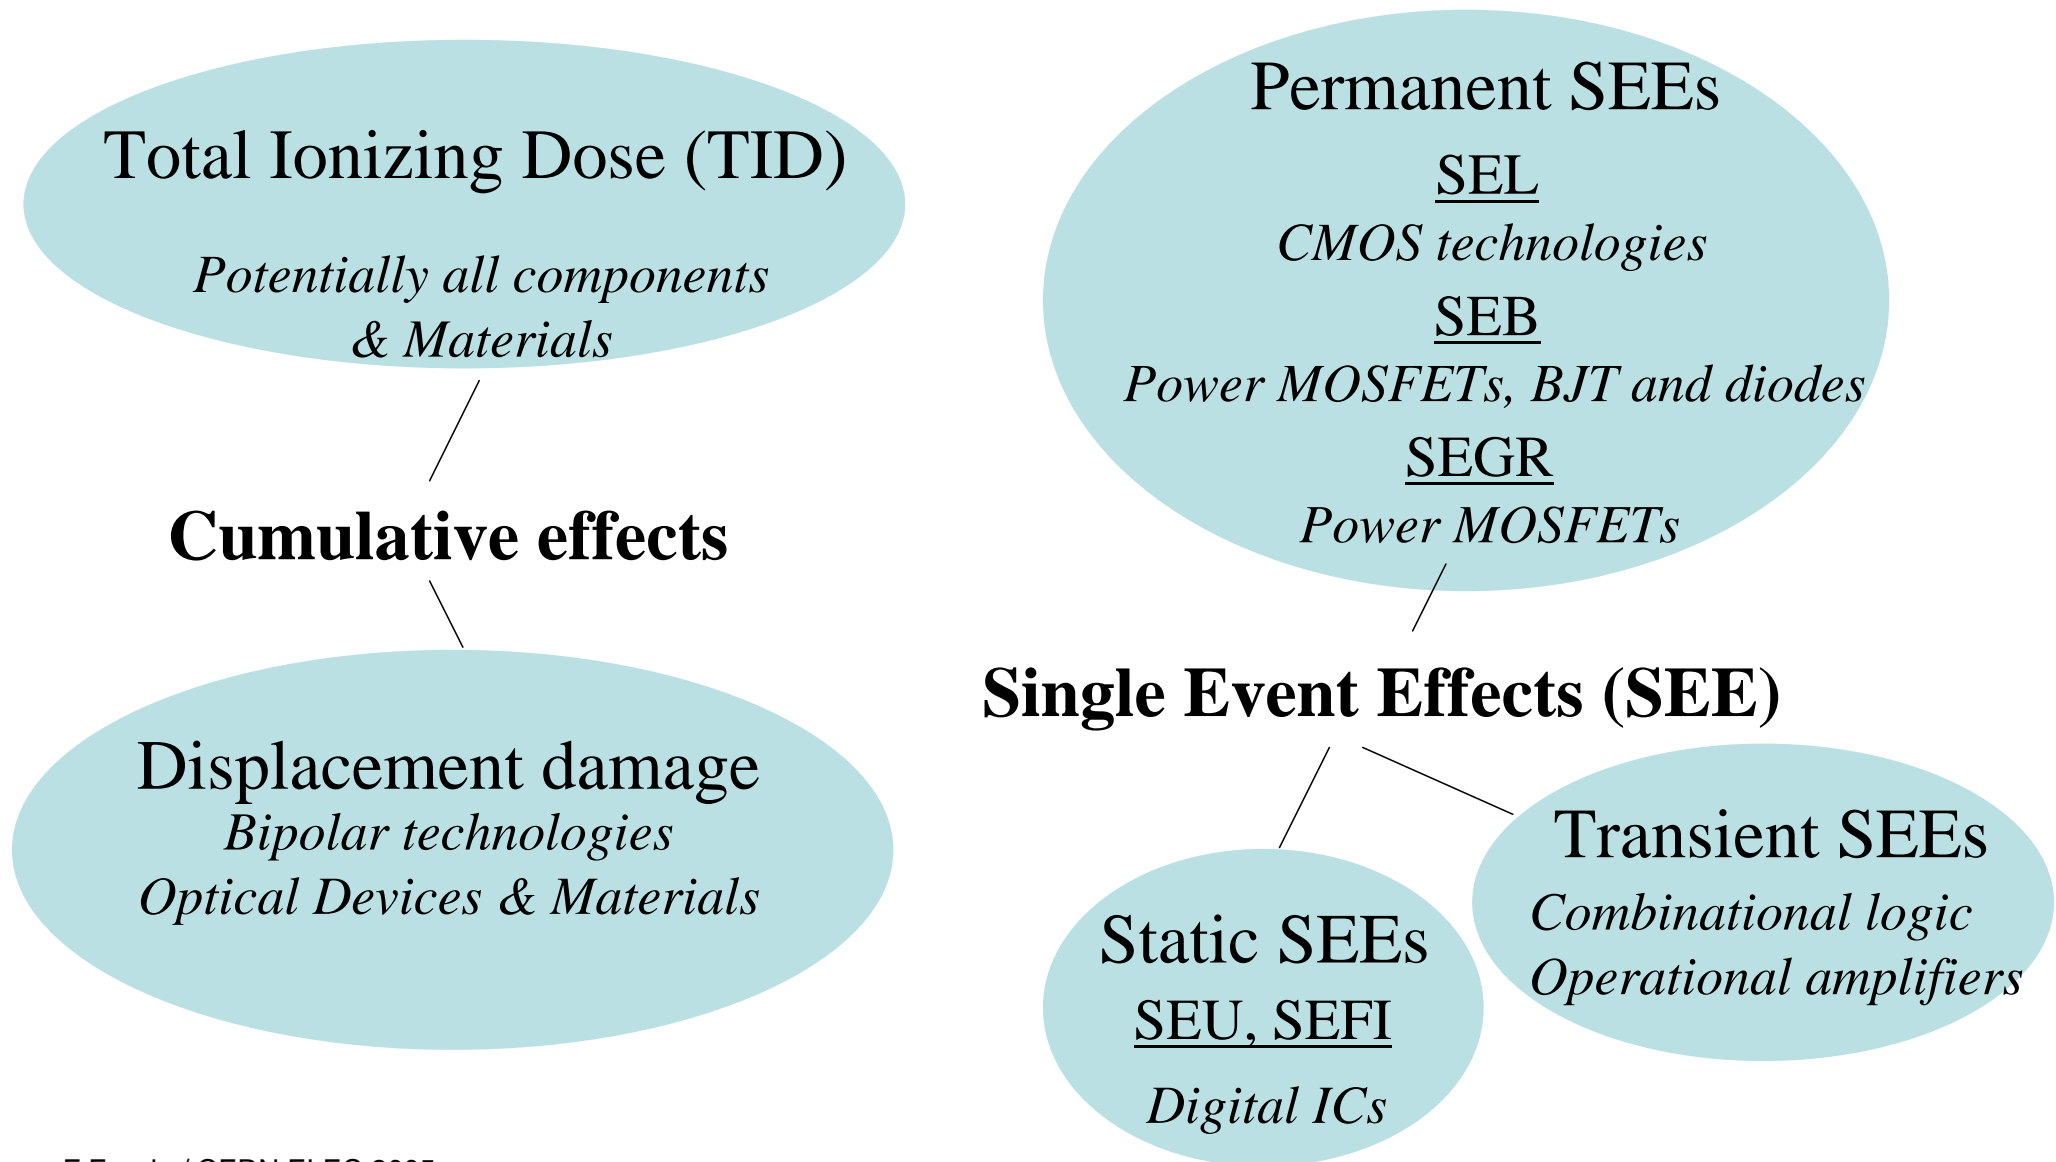 Total Ionizing Dose (TID)
Potentially all components
& Materials
Cumulative effects
Displacement damage
Bipolar technologies
Optical Devices & Materials
Permanent SEEs
SEL
CMOS technologies
SEB
Power MOSFETs, BJT and diodes
SEGR
Power MOSFETs
Single Event Effects (SEE)
Static SEEs
SEU, SEFI
Digital ICs
Transient SEEs
Combinational logic
Operational amplifiers